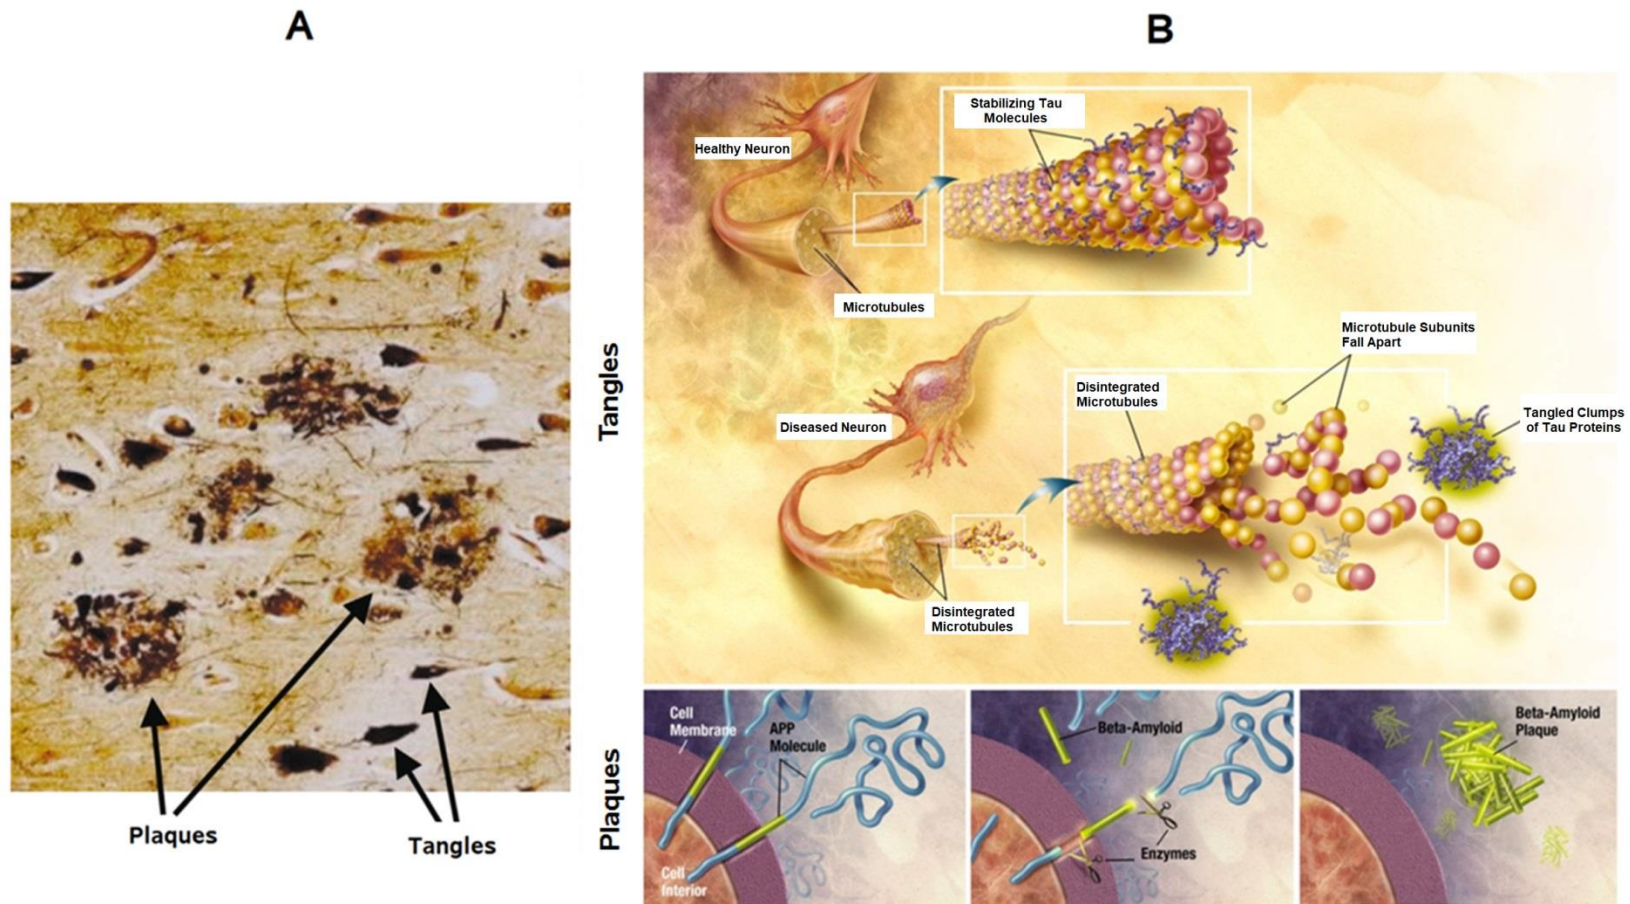 A
B
Stabilizing Tau
Molecules
Healthy Neuron
Microtubules
Tangles
Microtubule Subunits
Fall Apart
Disintegrated
Microtubules
Tangled Clumps
of Tau Proteins
Diseased Neuron
Disintegrated
Microtubules
Plaques
Tangles
Plaques
Cell
Membrane
APP
Molecule
Cell
Interior
Beta-Amyloid
Enzymes
Beta-Amyloid
Plaque